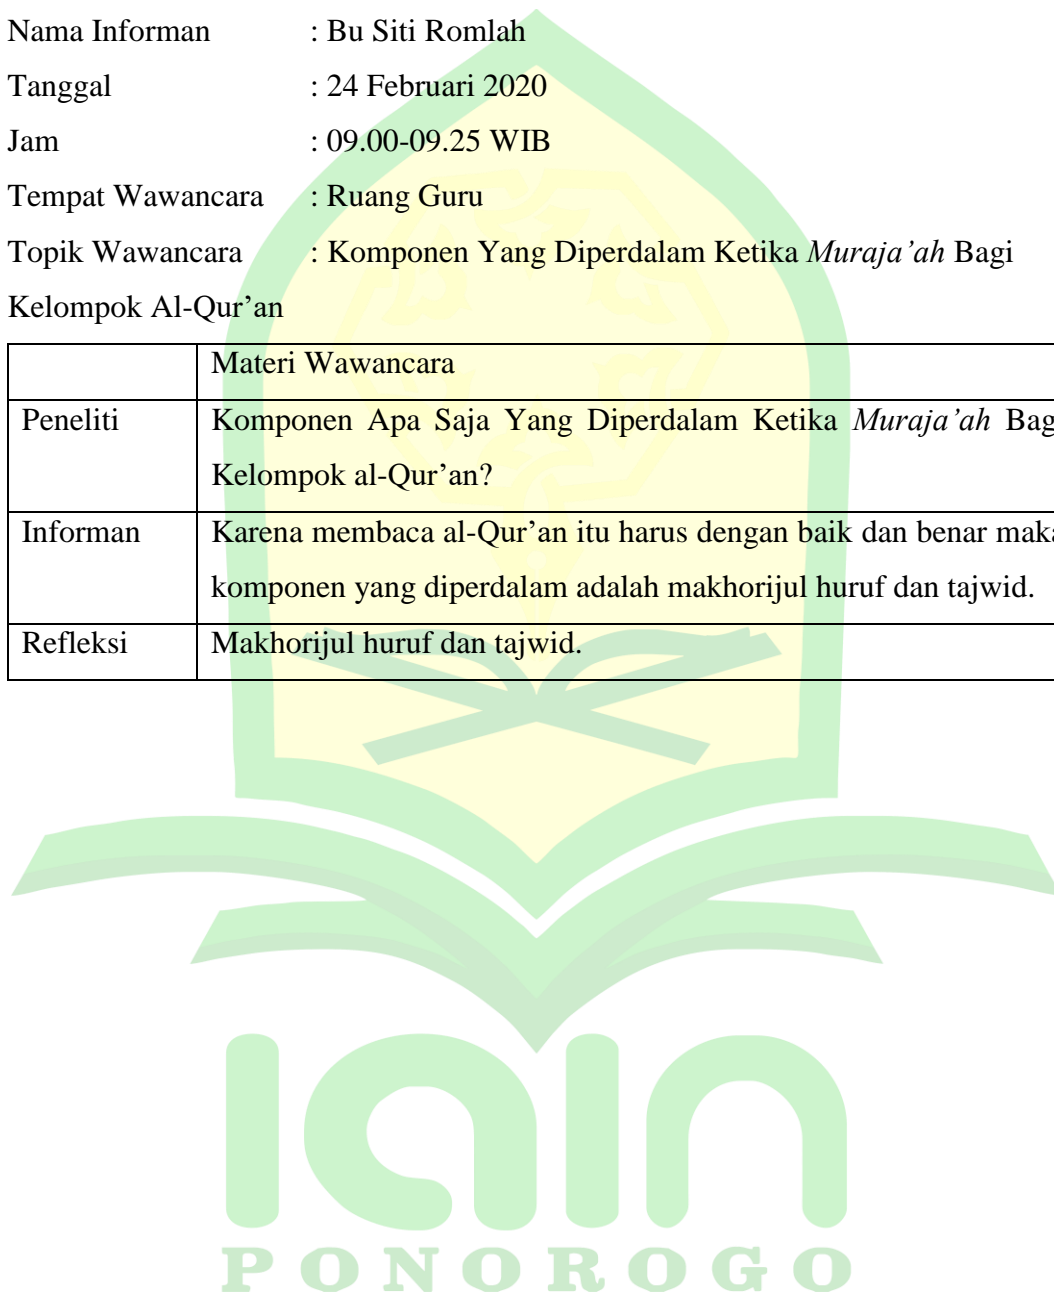 Nama Informan : Bu Siti Romlah
Tanggal : 24 Februari 2020
Jam : 09.00-09.25 WIB
Tempat Wawancara : Ruang Guru
Topik Wawancara : Komponen Yang Diperdalam Ketika Muraja’ah Bagi
Kelompok Al-Qur’an
Materi Wawancara
Peneliti Komponen Apa Saja Yang Diperdalam Ketika Muraja’ah Bag
Kelompok al-Qur’an?
Informan Karena membaca al-Qur’an itu harus dengan baik dan benar maka
komponen yang diperdalam adalah makhorijul huruf dan tajwid.
Refleksi Makhorijul huruf dan tajwid.
iain
PONOROGO